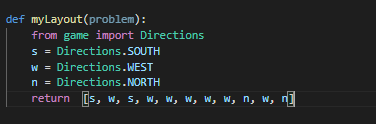 def myLayout(problem):
    from game import Directions
    s = Directions.SOUTH
    w = Directions.WEST
    n = Directions.NORTH
    return  [s, w, s, w, w, w, w, w, n, w, n]